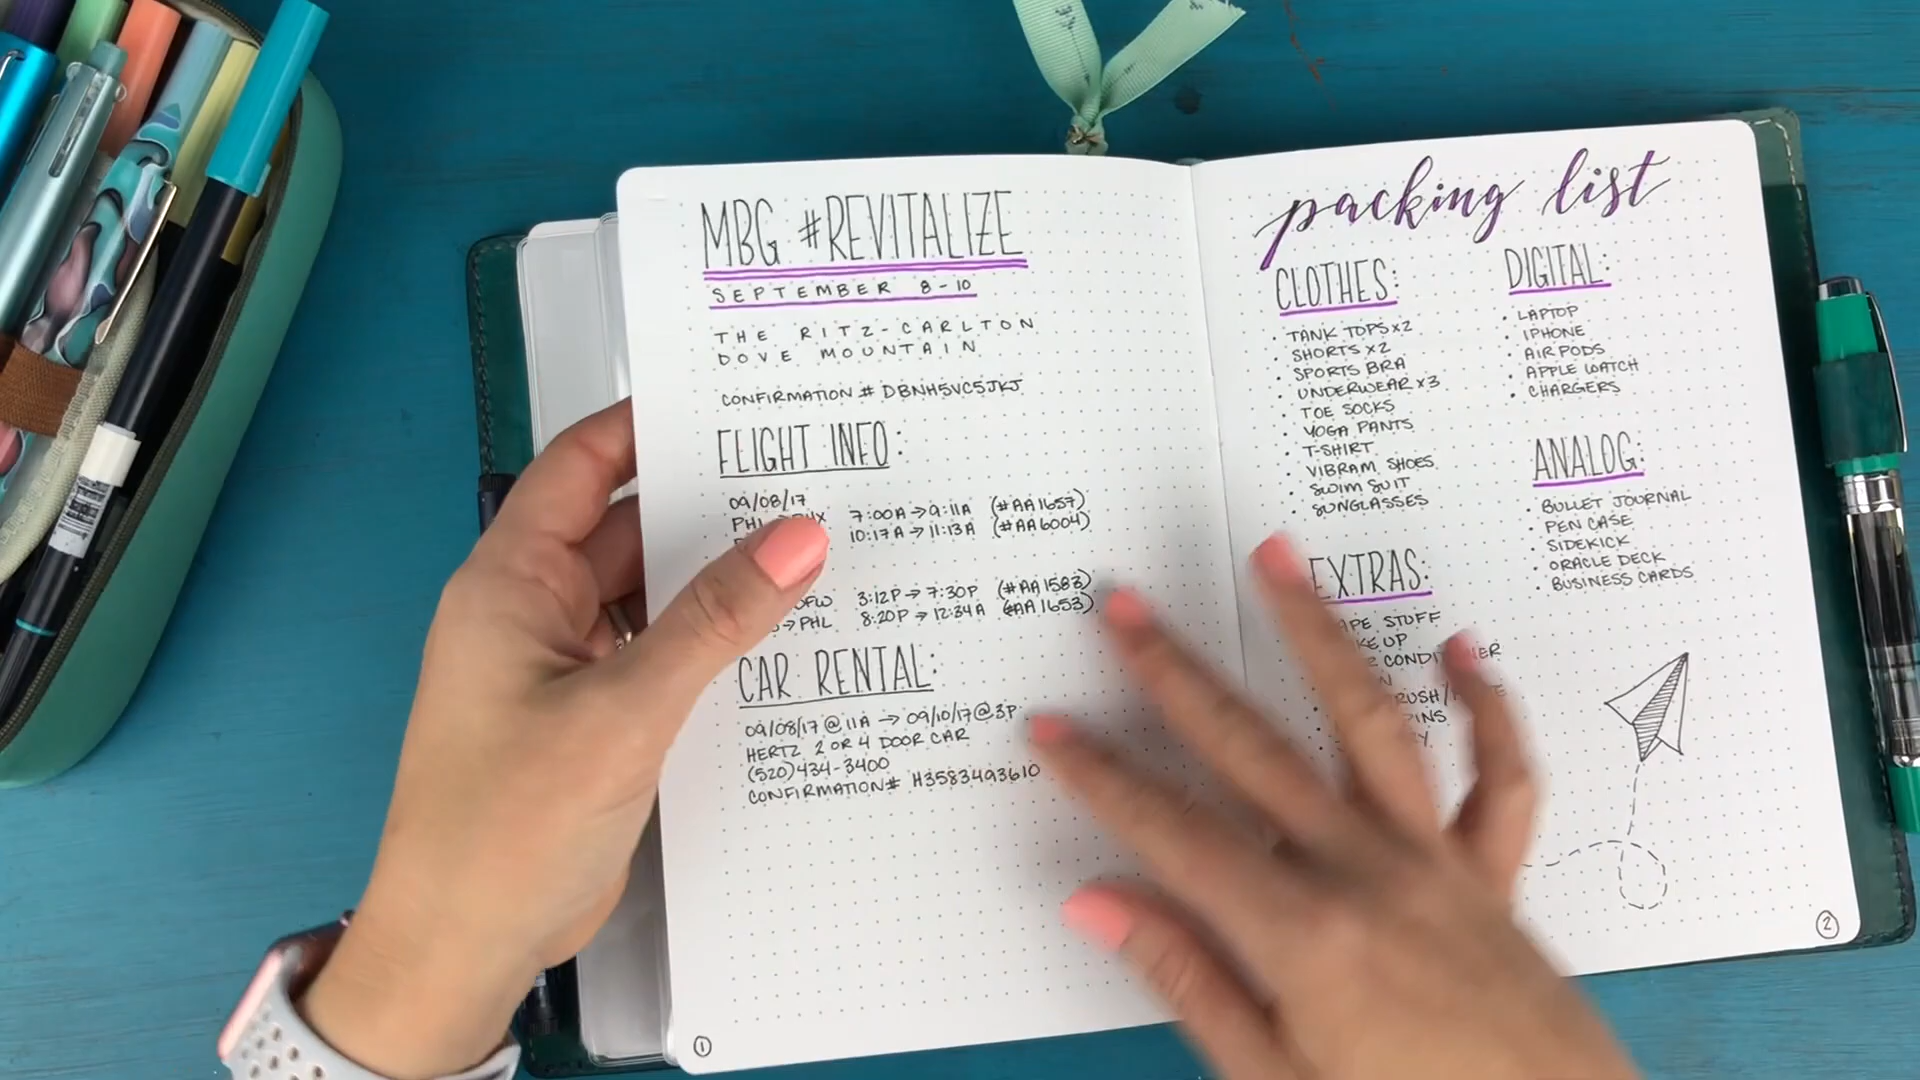 MBG #REVITALIZE
SEPTEMBER 8-10
THE RITZ-CARLTON
DOVE MOUNTAIN
CONFIRMATION # DBNH5VC5JKJ
FLIGHT INFO:
09/08/17
PHL 7:00A → 9:11A (#AA1657)
10:17A → 11:13A (#AA6004)
DFW 3:12P → 7:30P (#AA1583)
→ PHL 8:20P → 12:34A (#AA1653)
CAR RENTAL:
09/08/17 @ 11A → 09/10/17 @ 3P
HERTZ 2 OR 4 DOOR CAR
(520) 434-3400
CONFIRMATION # H3583493610
1
packing list
CLOTHES:
· TANK TOPS x2
· SHORTS x2
· SPORTS BRA
· UNDERWEAR x3
· TOE SOCKS
· YOGA PANTS
· T-SHIRT
· VIBRAM SHOES
· SWIM SUIT
· SUNGLASSES
EXTRAS:
STUFF
UP
DIGITAL:
· LAPTOP
· IPHONE
· AIR PODS
· APPLE WATCH
· CHARGERS
ANALOG:
· BULLET JOURNAL
· PEN CASE
· SIDEKICK
· ORACLE DECK
· BUSINESS CARDS
2